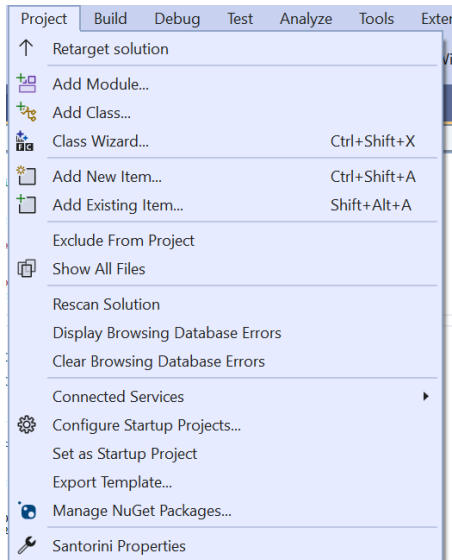 Project Build Debug Test Analyze Tools
Retarget solution
Add Module...
Add Class...
Class Wizard... Ctrl+Shift+X
Add New Item... Ctrl+Shift+A
Add Existing Item... Shift+Alt+A
Exclude From Project
Show All Files
Rescan Solution
Display Browsing Database Errors
Clear Browsing Database Errors
Connected Services
Configure Startup Projects...
Set as Startup Project
Export Template...
Manage NuGet Packages...
Santorini Properties